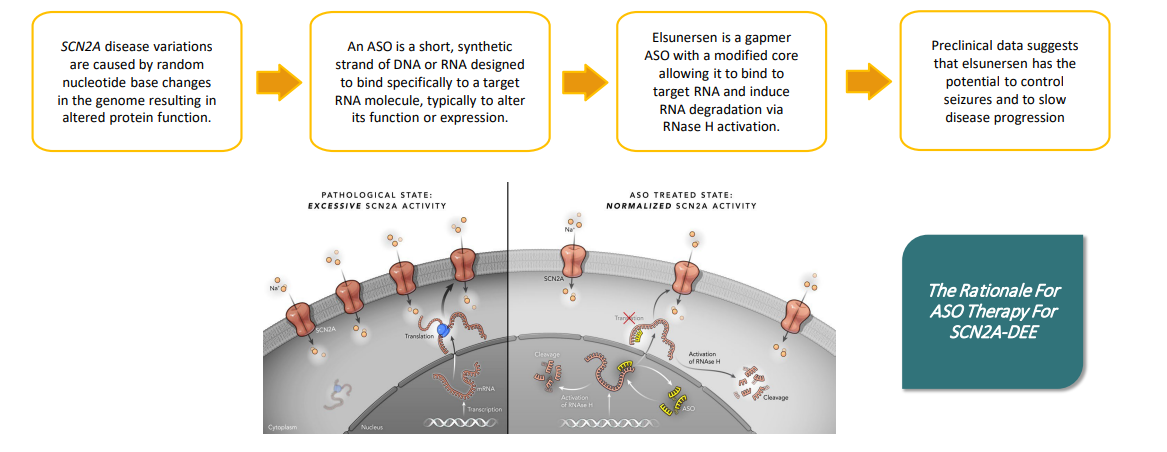 SCN2A disease variations
are caused by random
nucleotide base changes
in the genome resulting in
altered protein function.
An ASO is a short, synthetic
strand of DNA or RNA designed
to bind specifically to a target
RNA molecule, typically to alter
its function or expression.
Elsunersen is a gapmer
ASO with a modified core
allowing it to bind to
target RNA and induce
RNA degradation via
RNase H activation.
Preclinical data suggests
that elsunersen has the
potential to control
seizures and to slow
disease progression
PATHOLOGICAL STATE:
EXCESSIVE SCN2A ACTIVITY
Na⁺
SCN2A
Translation
mRNA
Transcription
Cytoplasm
Nucleus
ASO TREATED STATE:
NORMALIZED SCN2A ACTIVITY
Na⁺
SCN2A
Translation
Cleavage
Activation
of RNAse H
Activation
of RNAse H
ASO
Cleavage
The Rationale For
ASO Therapy For
SCN2A-DEE